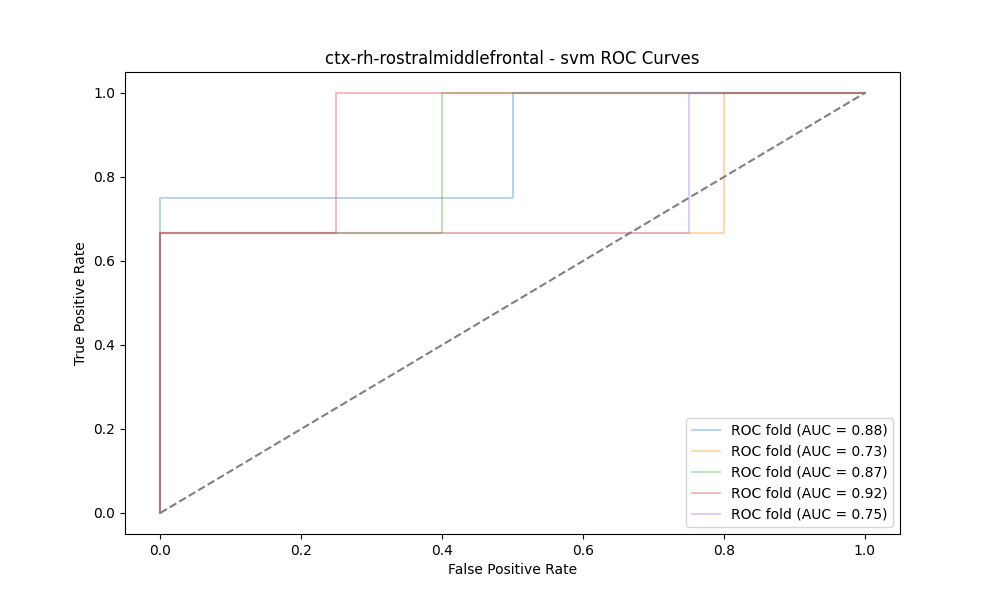 ctx-rh-rostralmiddlefrontal - svm ROC Curves
1.0
0.8
0.6
0.4
0.2
0.0
True Positive Rate
ROC fold (AUC = 0.88)
ROC fold (AUC = 0.73)
ROC fold (AUC = 0.87)
ROC fold (AUC = 0.92)
ROC fold (AUC = 0.75)
0.0 0.2 0.4 0.6 0.8 1.0
False Positive Rate